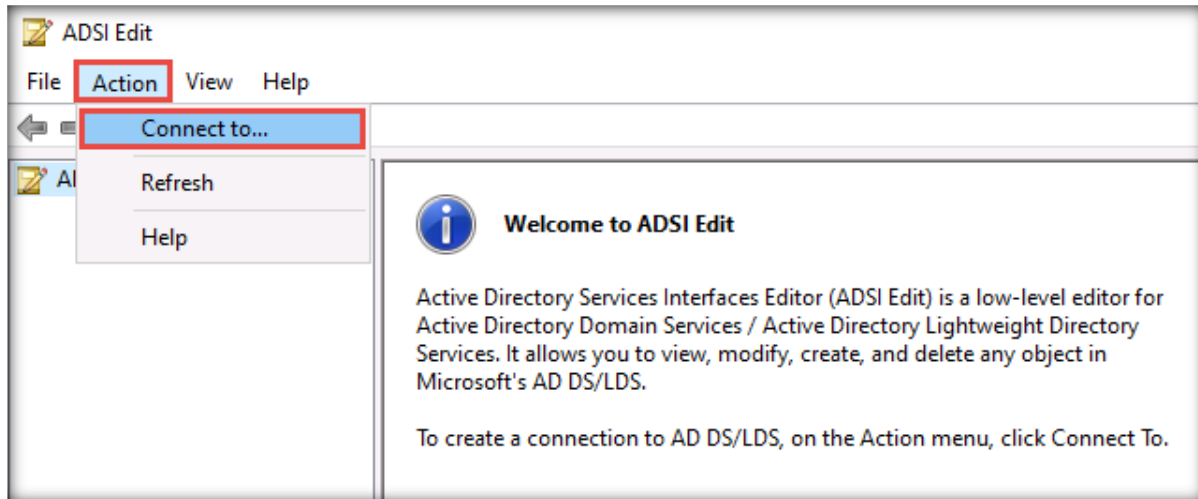 ADSI Edit
File Action View Help
Connect to...
Refresh
Help
Welcome to ADSI Edit
Active Directory Services Interfaces Editor (ADSI Edit) is a low-level editor for
Active Directory Domain Services / Active Directory Lightweight Directory
Services. It allows you to view, modify, create, and delete any object in
Microsoft's AD DS/LDS.
To create a connection to AD DS/LDS, on the Action menu, click Connect To.